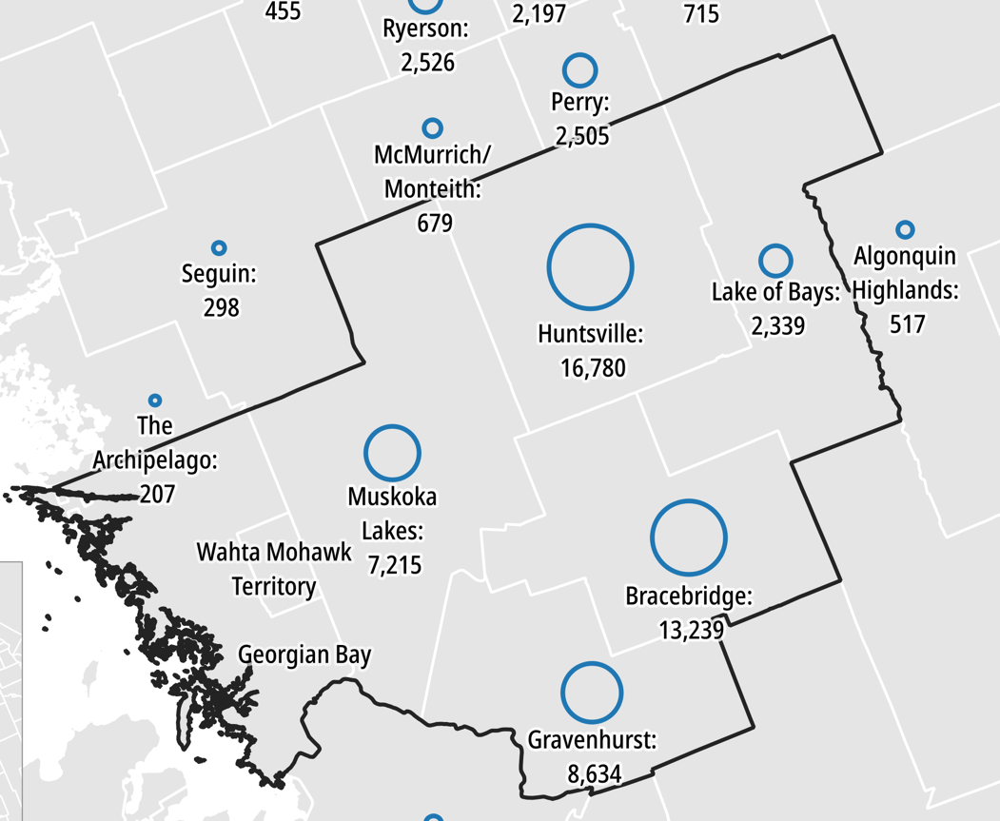 455
Ryerson:
2,526
2,197
715
Perry:
2,505
McMurrich/
Monteith:
679
Seguin:
298
Huntsville:
16,780
Lake of Bays:
2,339
Algonquin
Highlands:
517
The
Archipelago:
207
Muskoka
Lakes:
7,215
Wahta Mohawk
Territory
Bracebridge:
13,239
Georgian Bay
Gravenhurst:
8,634